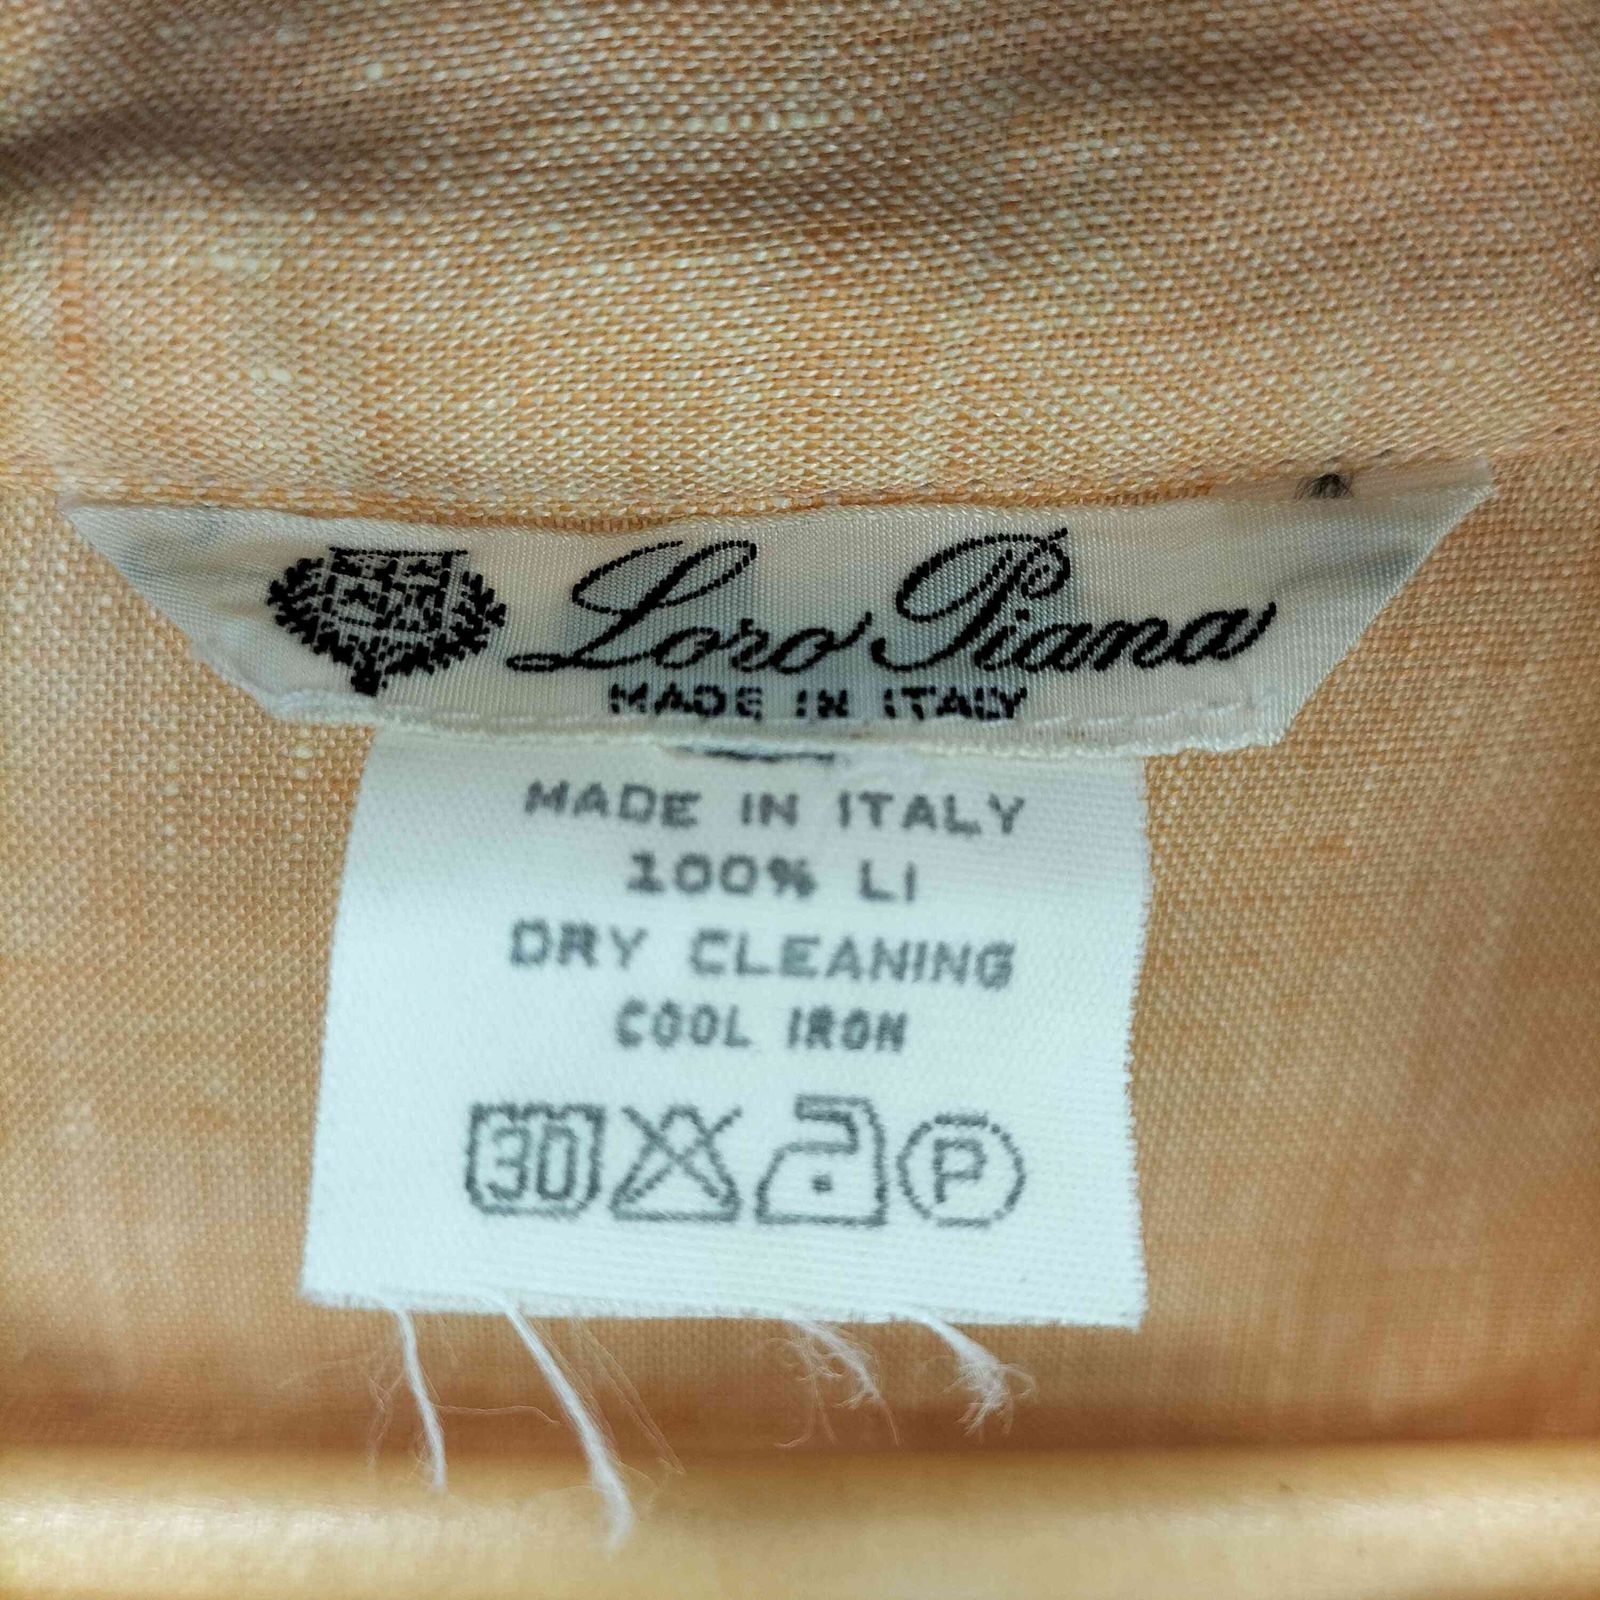 Loro Piana
MADE IN ITALY
MADE IN ITALY
100% LI
DRY CLEANING
COOL IRON
30 P